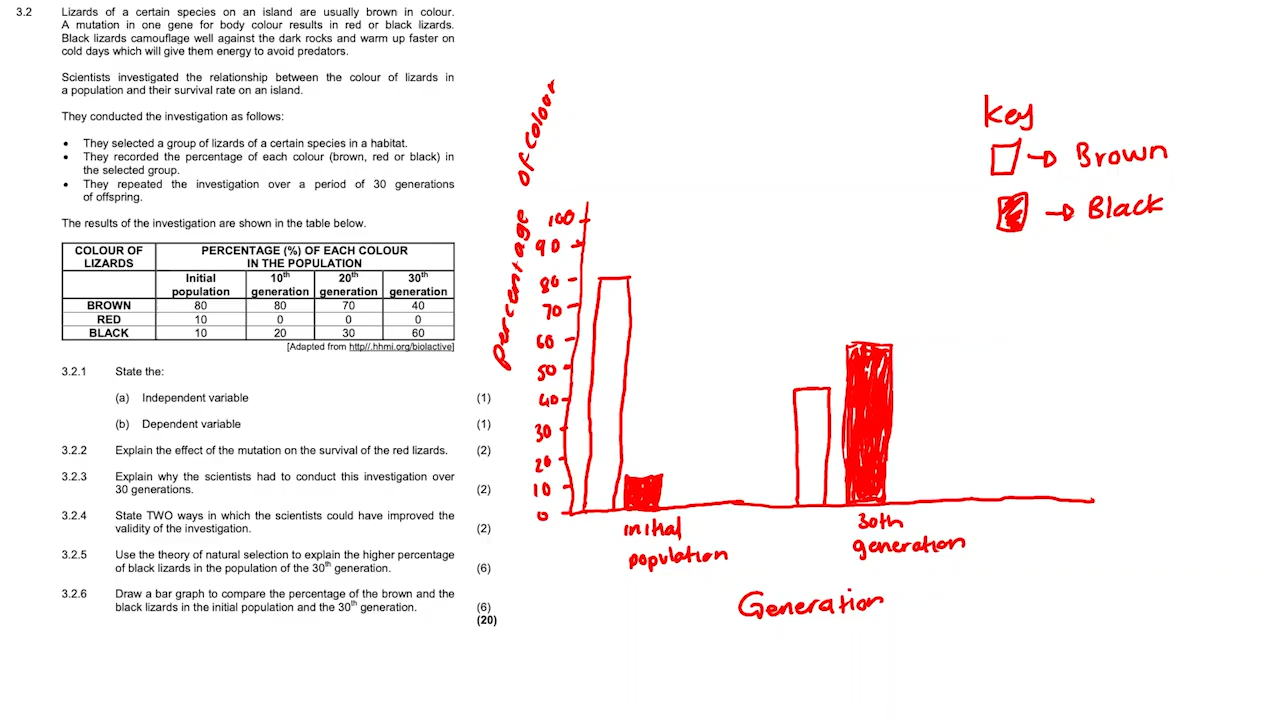 3.2 Lizards of a certain species on an island are usually brown in colour.
A mutation in one gene for body colour results in red or black lizards.
Black lizards camouflage well against the dark rocks and warm up faster on
cold days which will give them energy to avoid predators.
Scientists investigated the relationship between the colour of lizards in
a population and their survival rate on an island.
They conducted the investigation as follows:
• They selected a group of lizards of a certain species in a habitat.
• They recorded the percentage of each colour (brown, red or black) in
the selected group.
• They repeated the investigation over a period of 30 generations
of offspring.
The results of the investigation are shown in the table below.
COLOUR OF LIZARDS PERCENTAGE (%) OF EACH COLOUR IN THE POPULATION
Initial population 10th generation 20th generation 30th generation
BROWN 80 80 70 40
RED 10 0 0 0
BLACK 10 20 30 60
[Adapted from http//.hhmi.org/biolactive]
3.2.1 State the:
(a) Independent variable (1)
(b) Dependent variable (1)
3.2.2 Explain the effect of the mutation on the survival of the red lizards. (2)
3.2.3 Explain why the scientists had to conduct this investigation over
30 generations. (2)
3.2.4 State TWO ways in which the scientists could have improved the
validity of the investigation. (2)
3.2.5 Use the theory of natural selection to explain the higher percentage
of black lizards in the population of the 30th generation. (6)
3.2.6 Draw a bar graph to compare the percentage of the brown and the
black lizards in the initial population and the 30th generation. (6)
(20)
percentage of colour
100
90
80
70
60
50
40
30
20
10
0
initial
population
30th
generation
Generation
key
→ Brown
→ Black